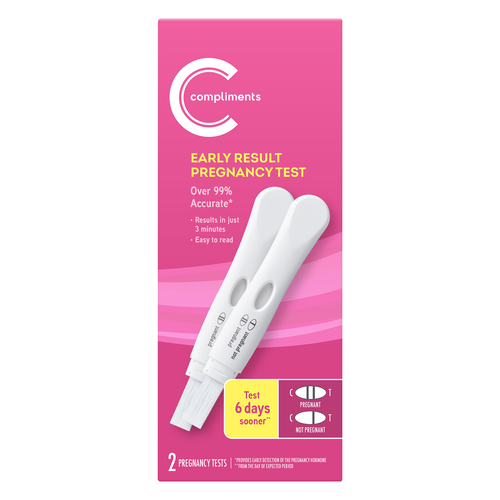 compliments
EARLY RESULT
PREGNANCY TEST
Over 99%
Accurate*
• Results in just
3 minutes
• Easy to read
pregnant
pregnant
not pregnant
Test
6 days
sooner**
C T
PREGNANT
C T
NOT PREGNANT
2 PREGNANCY TESTS
*PROVIDES EARLY DETECTION OF THE PREGNANCY HORMONE
**FROM THE DAY OF EXPECTED PERIOD